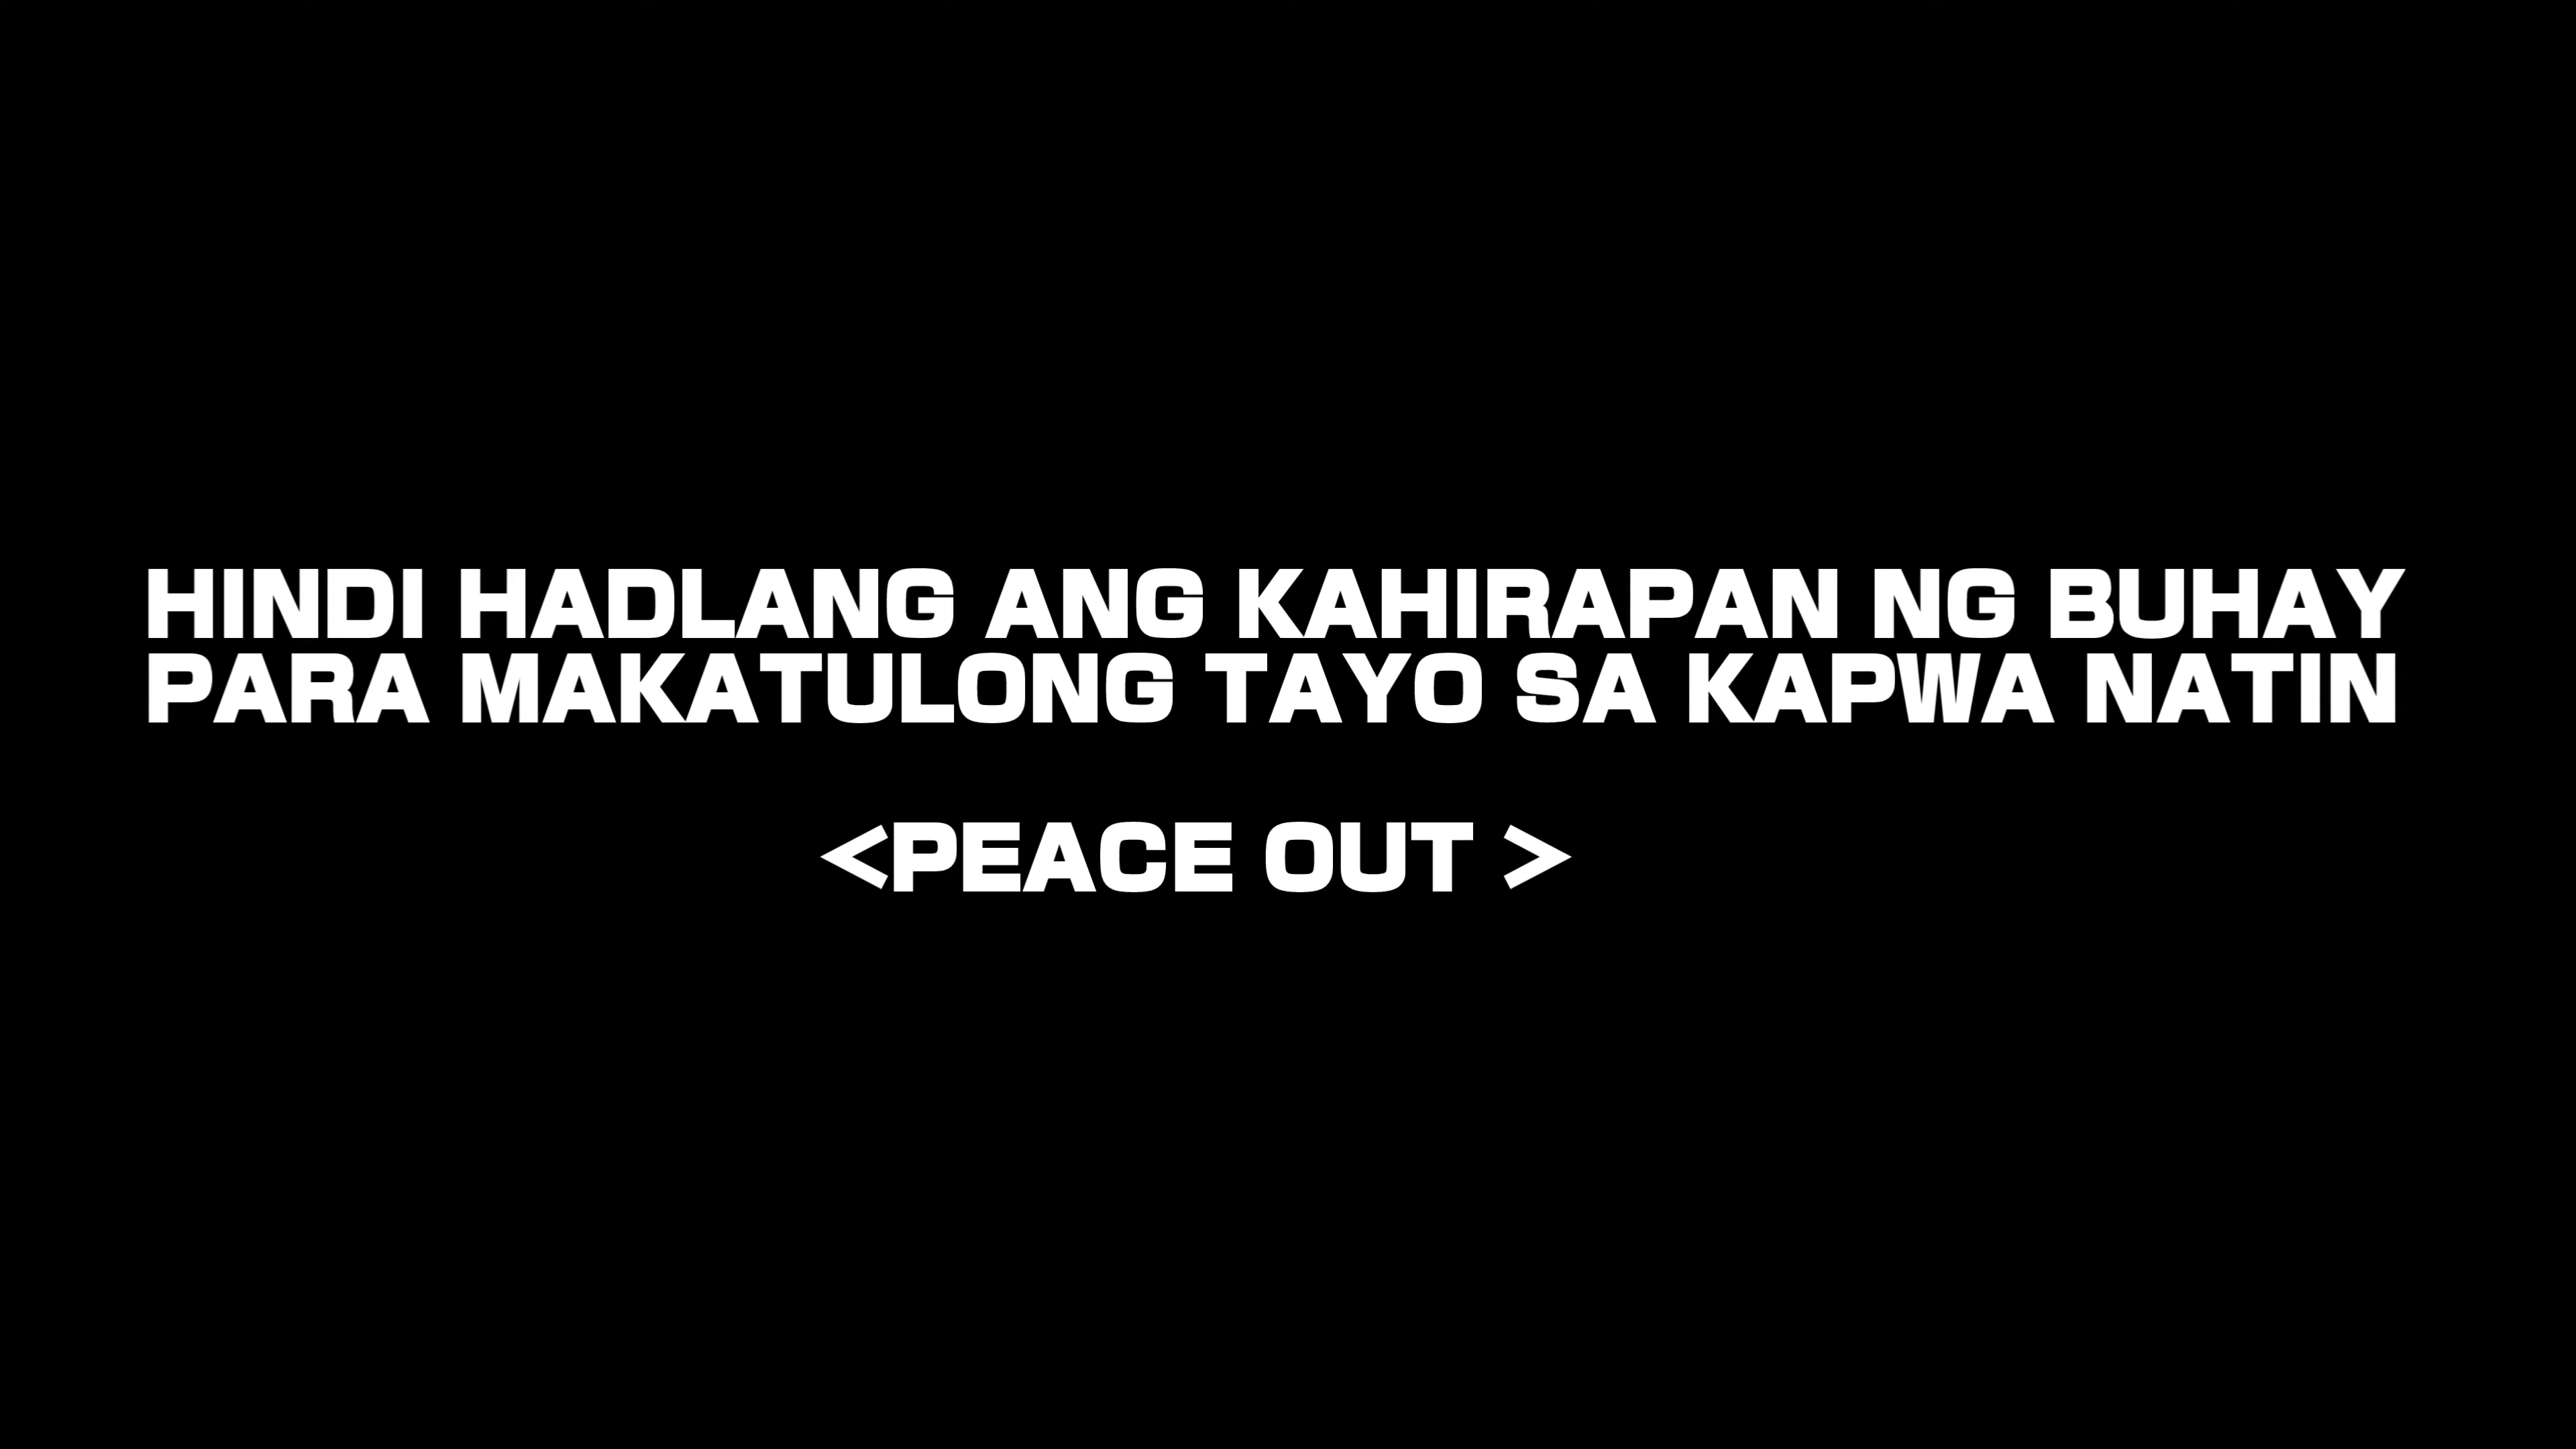 HINDI HADLANG ANG KAHIRAPAN NG BUHAY
PARA MAKATULONG TAYO SA KAPWA NATIN
<PEACE OUT >